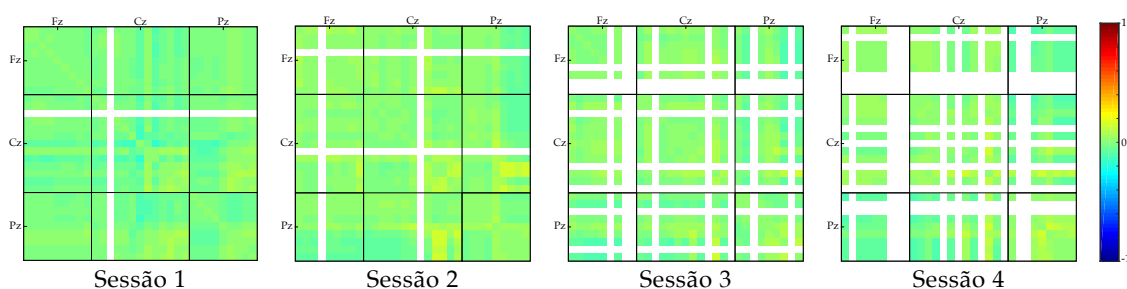 Fz Cz Pz Fz Cz Pz Fz Cz Pz Fz Cz Pz 1
Fz Fz Fz Fz
Cz Cz Cz Cz 0
Pz Pz Pz Pz
-1
Sessão 1 Sessão 2 Sessão 3 Sessão 4